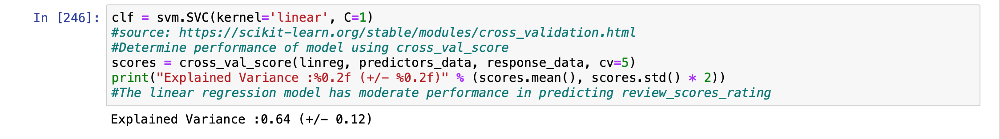 In [246]: clf = svm.SVC(kernel='linear', C=1)
#source: https://scikit-learn.org/stable/modules/cross_validation.html
#Determine performance of model using cross_val_score
scores = cross_val_score(linreg, predictors_data, response_data, cv=5)
print("Explained Variance :%0.2f (+/- %0.2f)" % (scores.mean(), scores.std() * 2))
#The linear regression model has moderate performance in predicting review_scores_rating
Explained Variance :0.64 (+/- 0.12)